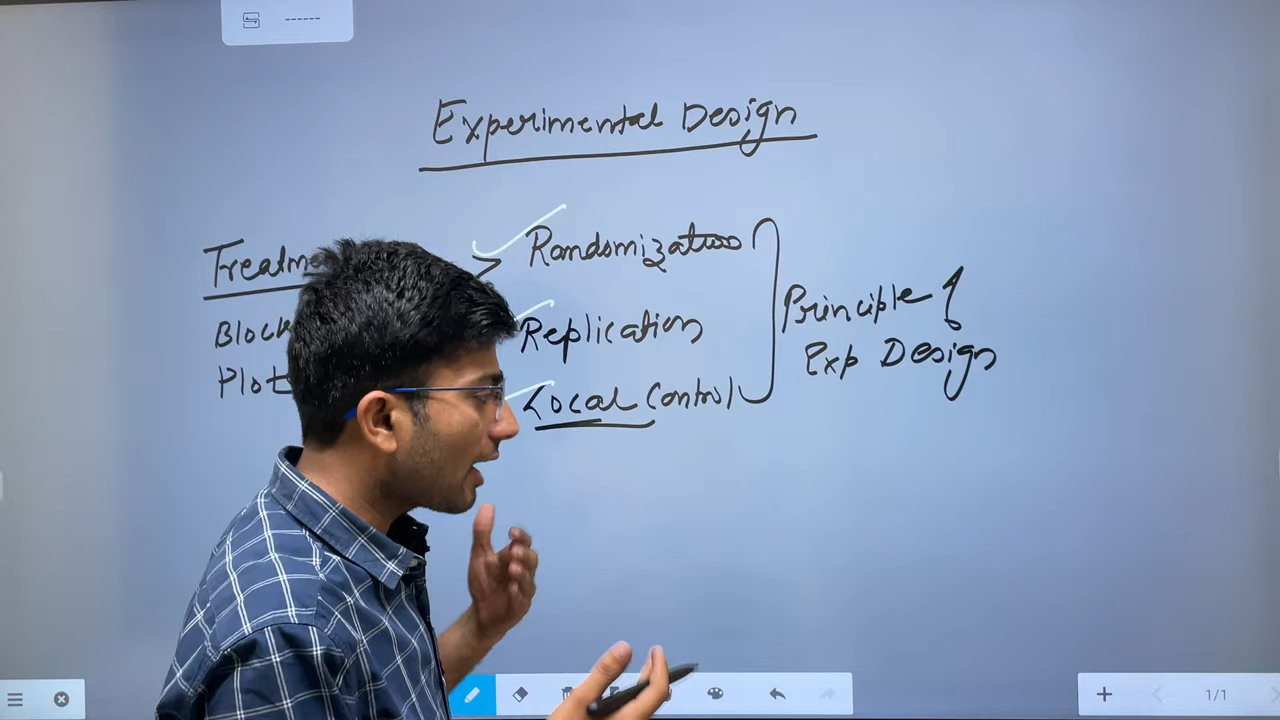 Experimental Design
Randomization
Replication
Local Control
Principle of
Exp Design
1/1